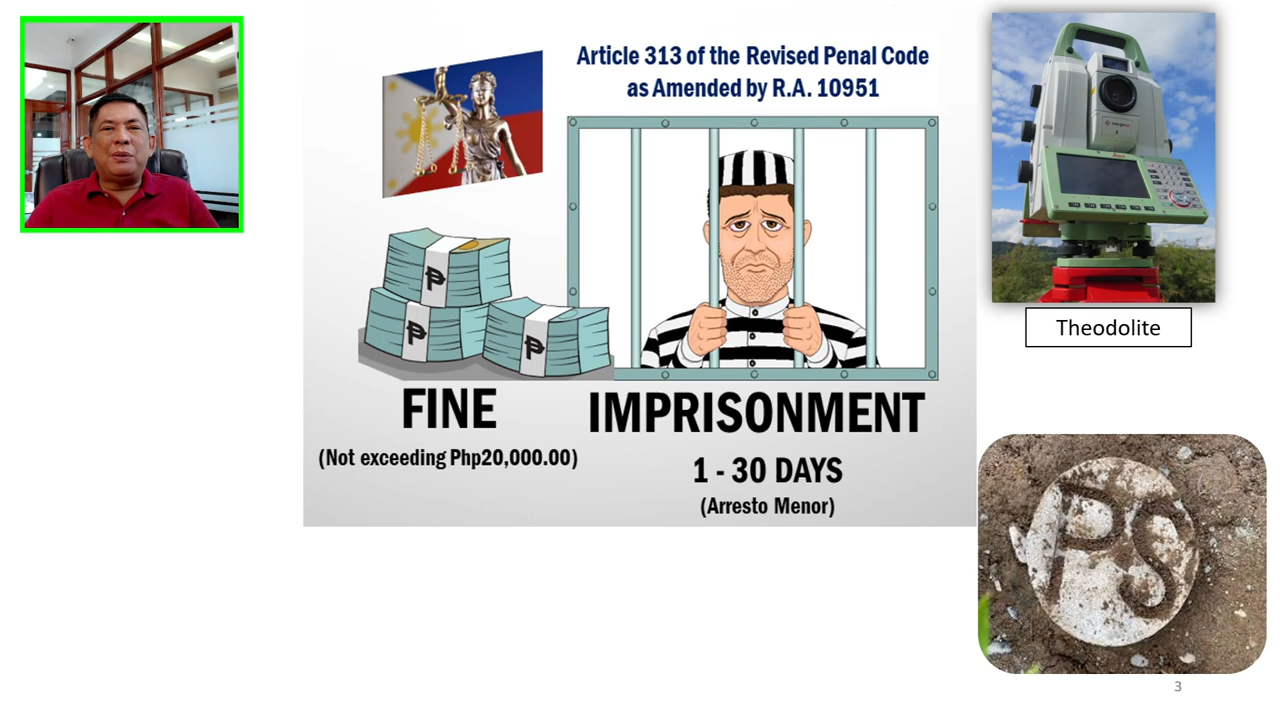 Article 313 of the Revised Penal Code
as Amended by R.A. 10951
₱
₱
₱
FINE
(Not exceeding Php20,000.00)
IMPRISONMENT
1 - 30 DAYS
(Arresto Menor)
Theodolite
PS
3